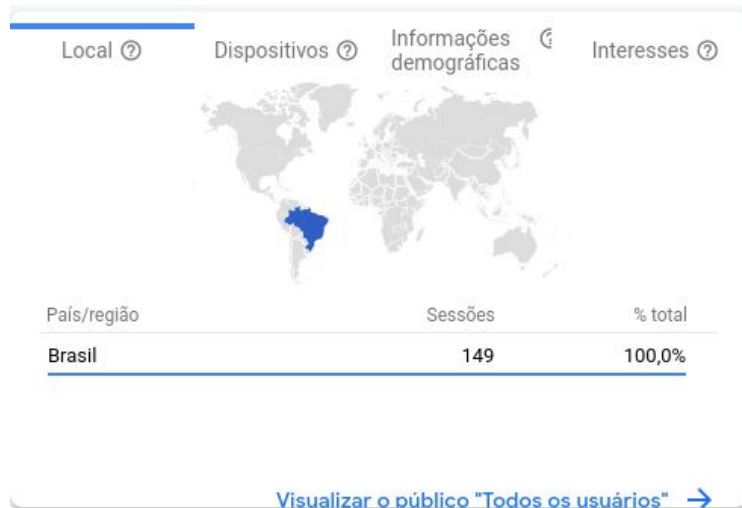 Local
Dispositivos
Informações
demográficas
Interesses
País/região Sessões % total
Brasil 149 100,0%
Visualizar o público "Todos os usuários"